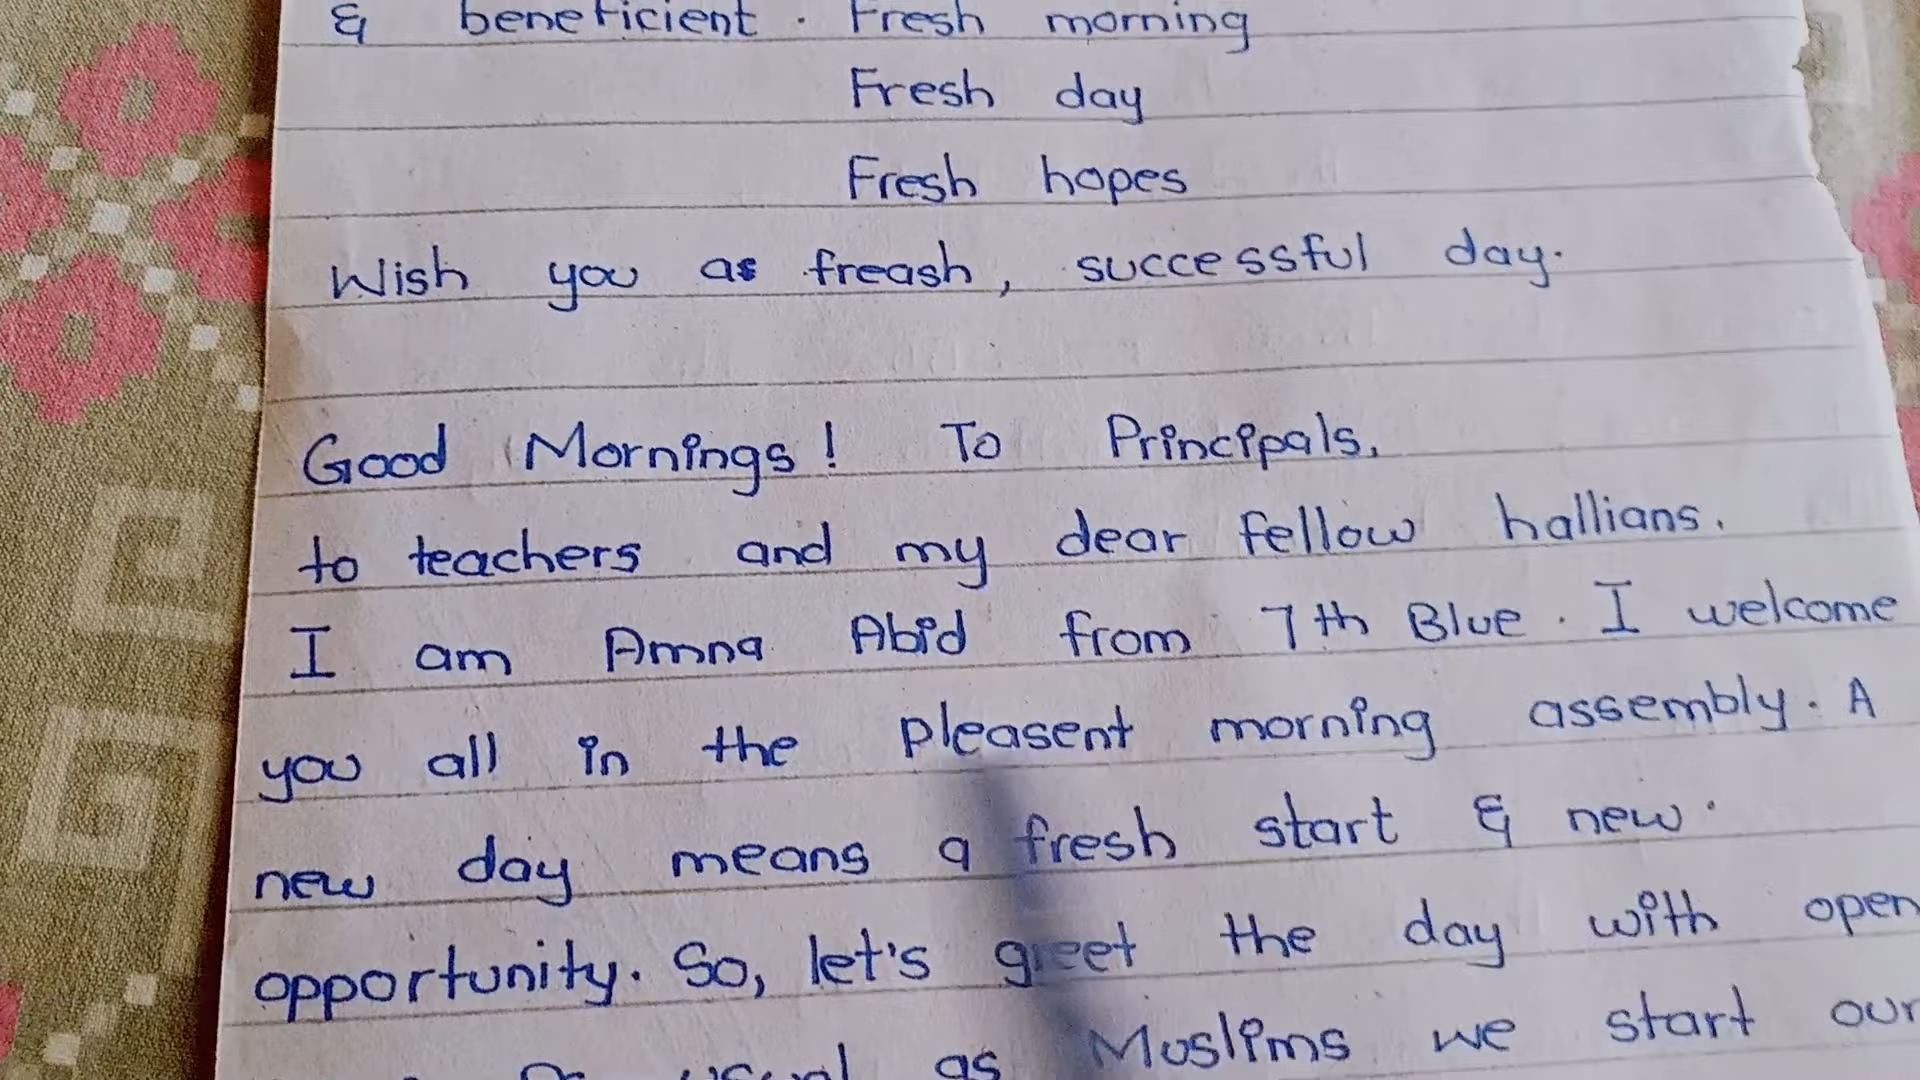 & beneficient. Fresh morning
Fresh day
Fresh hopes
Wish you as freash, successful day.
Good Mornings! To Principals,
to teachers and my dear fellow hallians.
I am Amna Abid from 7th Blue. I welcome
you all in the pleasent morning assembly. A
new day means a fresh start & new.
opportunity. So, let's greet the day with open
usual as Muslims we start our